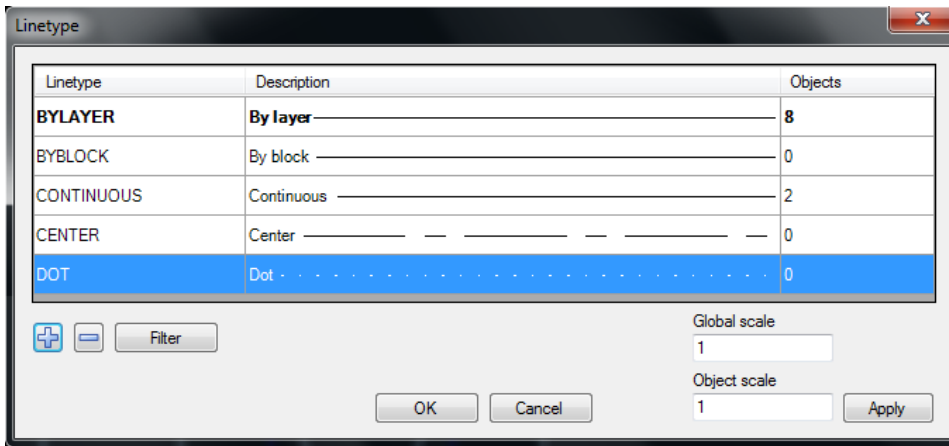 Linetype
Linetype Description Objects
BYLAYER By layer 8
BYBLOCK By block 0
CONTINUOUS Continuous 2
CENTER Center 0
DOT Dot 0
Filter
Global scale
1
Object scale
1
OK Cancel Apply